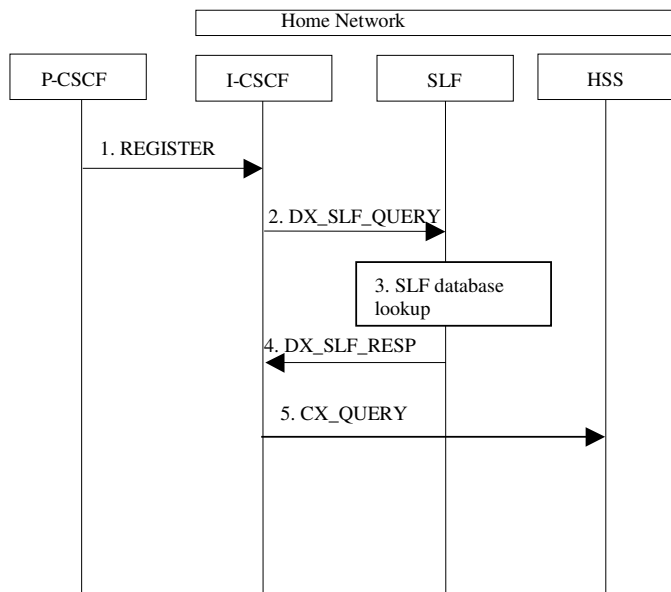 Home Network
P-CSCF
I-CSCF
SLF
HSS
1. REGISTER
2. DX_SLF_QUERY
3. SLF database
lookup
4. DX_SLF_RESP
5. CX_QUERY